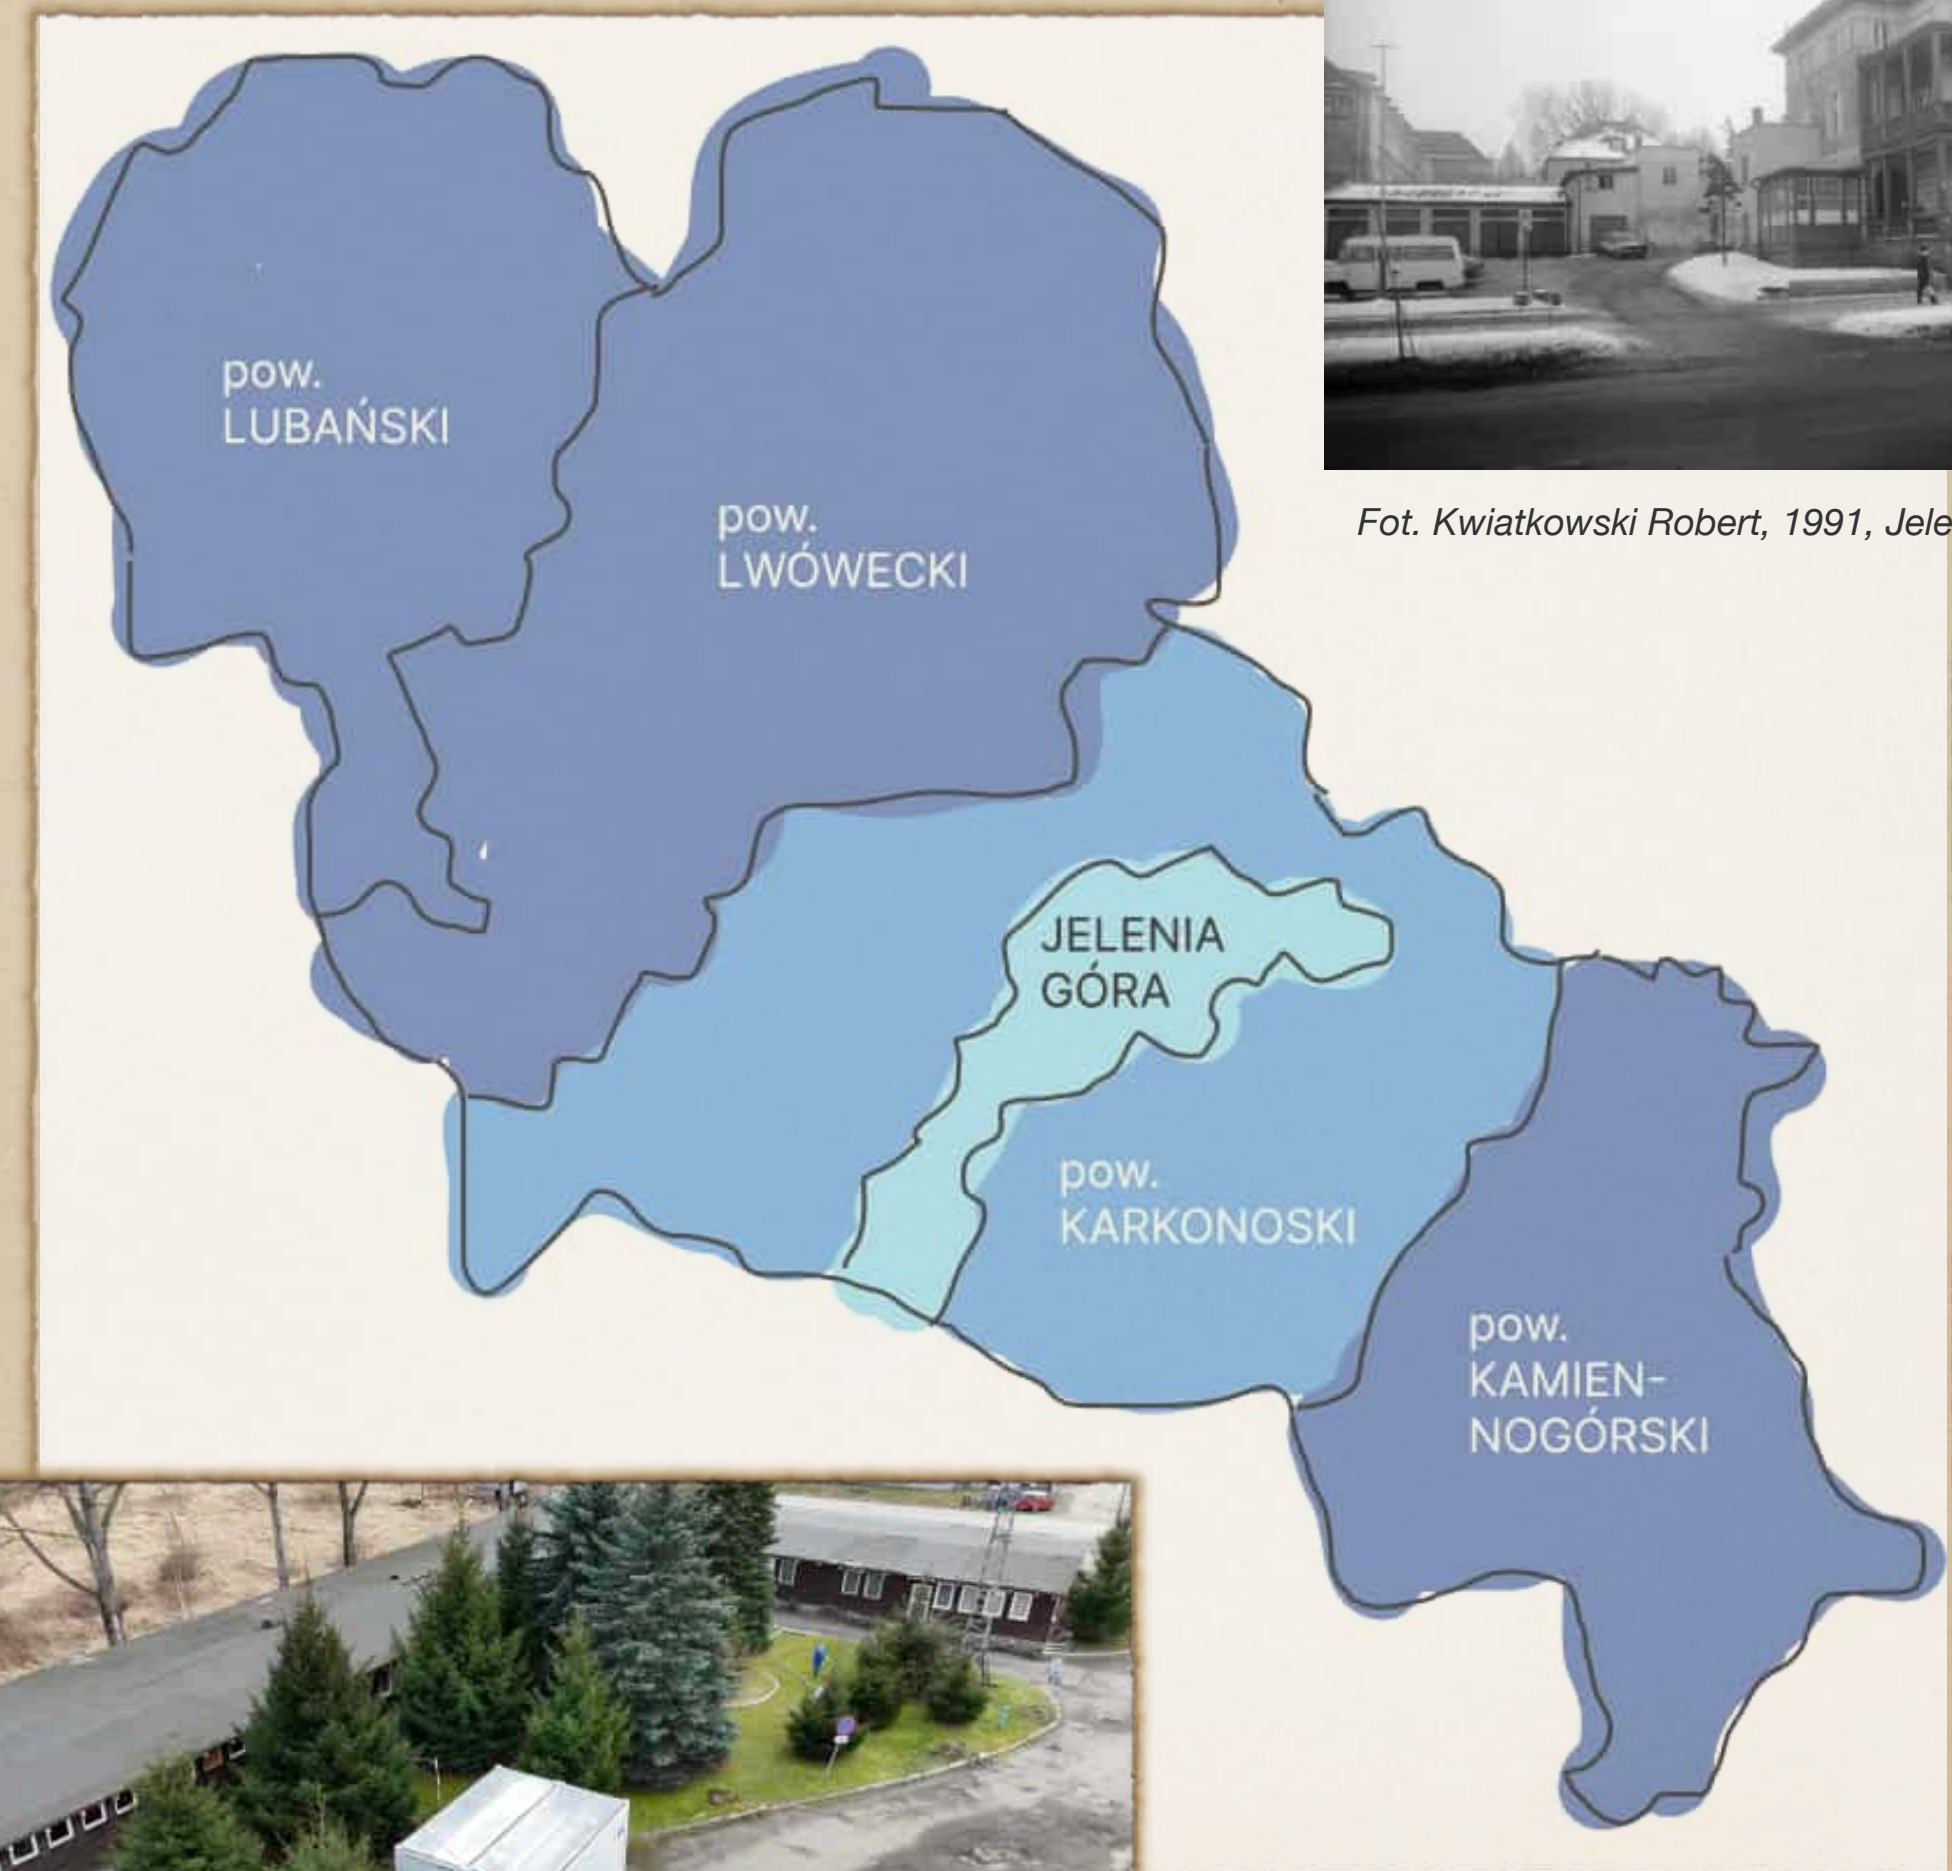 pow.
LUBAŃSKI
pow.
LWÓWECKI
Fot. Kwiatkowski Robert, 1991, Jele
JELENIA
GÓRA
pow.
KARKONOSKI
pow.
KAMIEN-
NOGÓRSKI